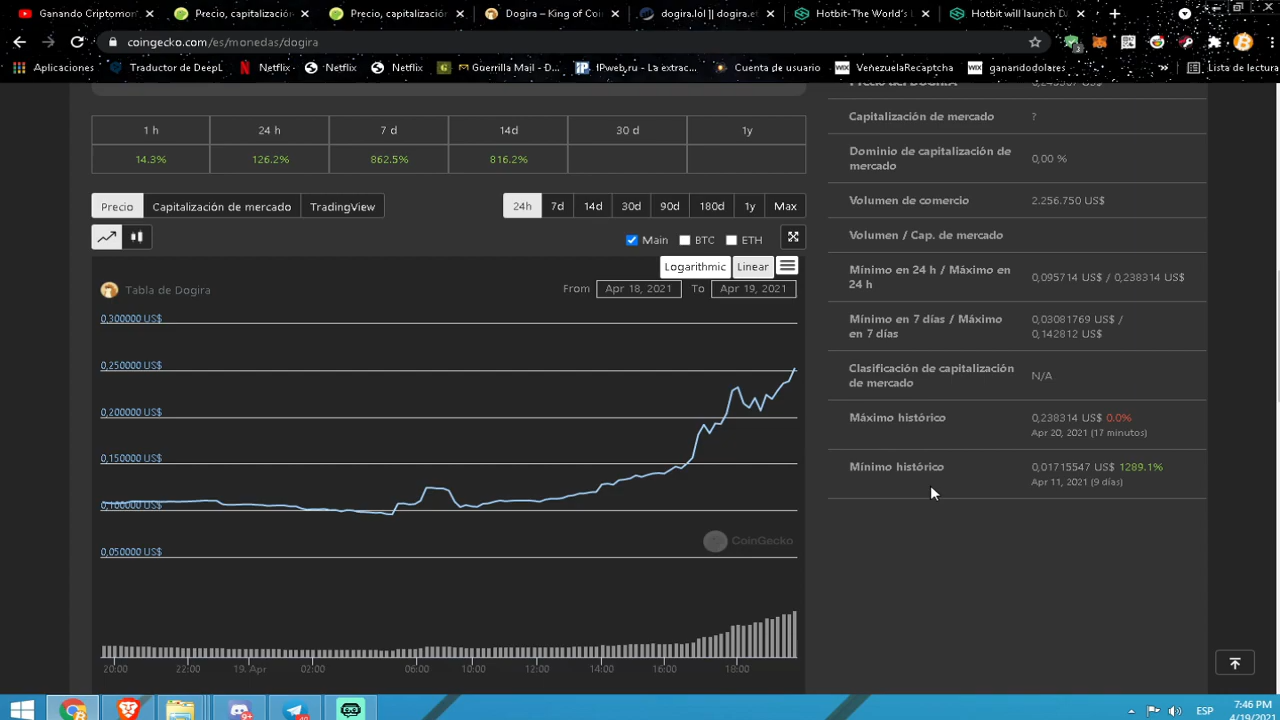 Ganando Criptomon
Precio, capitalizació
Precio, capitalización
Dogira – King of Coi
dogira.lol || dogira.et
Hotbit-The World's L
Hotbit will launch D
coingecko.com/es/monedas/dogira
Aplicaciones
Traductor de DeepL
Netflix
Netflix
Netflix
Guerrilla Mail - D...
IPweb.ru - La extrac...
Cuenta de usuario
VenezuelaRecaptcha
ganandodolares
»
Lista de lectura
1 h 24 h 7 d 14d 30 d 1y
14.3% 126.2% 862.5% 816.2%
Precio Capitalización de mercado TradingView
24h 7d 14d 30d 90d 180d 1y Max
Main BTC ETH
Logarithmic Linear
Tabla de Dogira
From Apr 18, 2021 To Apr 19, 2021
0,300000 US$
0,250000 US$
0,200000 US$
0,150000 US$
0,100000 US$
0,050000 US$
CoinGecko
20:00 22:00 19. Apr 02:00 06:00 10:00 12:00 14:00 16:00 18:00
Capitalización de mercado ?
Dominio de capitalización de
mercado
0,00 %
Volumen de comercio 2.256.750 US$
Volumen / Cap. de mercado
Mínimo en 24 h / Máximo en
24 h
0,095714 US$ / 0,238314 US$
Mínimo en 7 días / Máximo
en 7 días
0,03081769 US$ /
0,142812 US$
Clasificación de capitalización
de mercado
N/A
Máximo histórico 0,238314 US$ 0.0%
Apr 20, 2021 (17 minutos)
Mínimo histórico 0,01715547 US$ 1289.1%
Apr 11, 2021 (9 días)
ESP
7:46 PM
4/19/2021